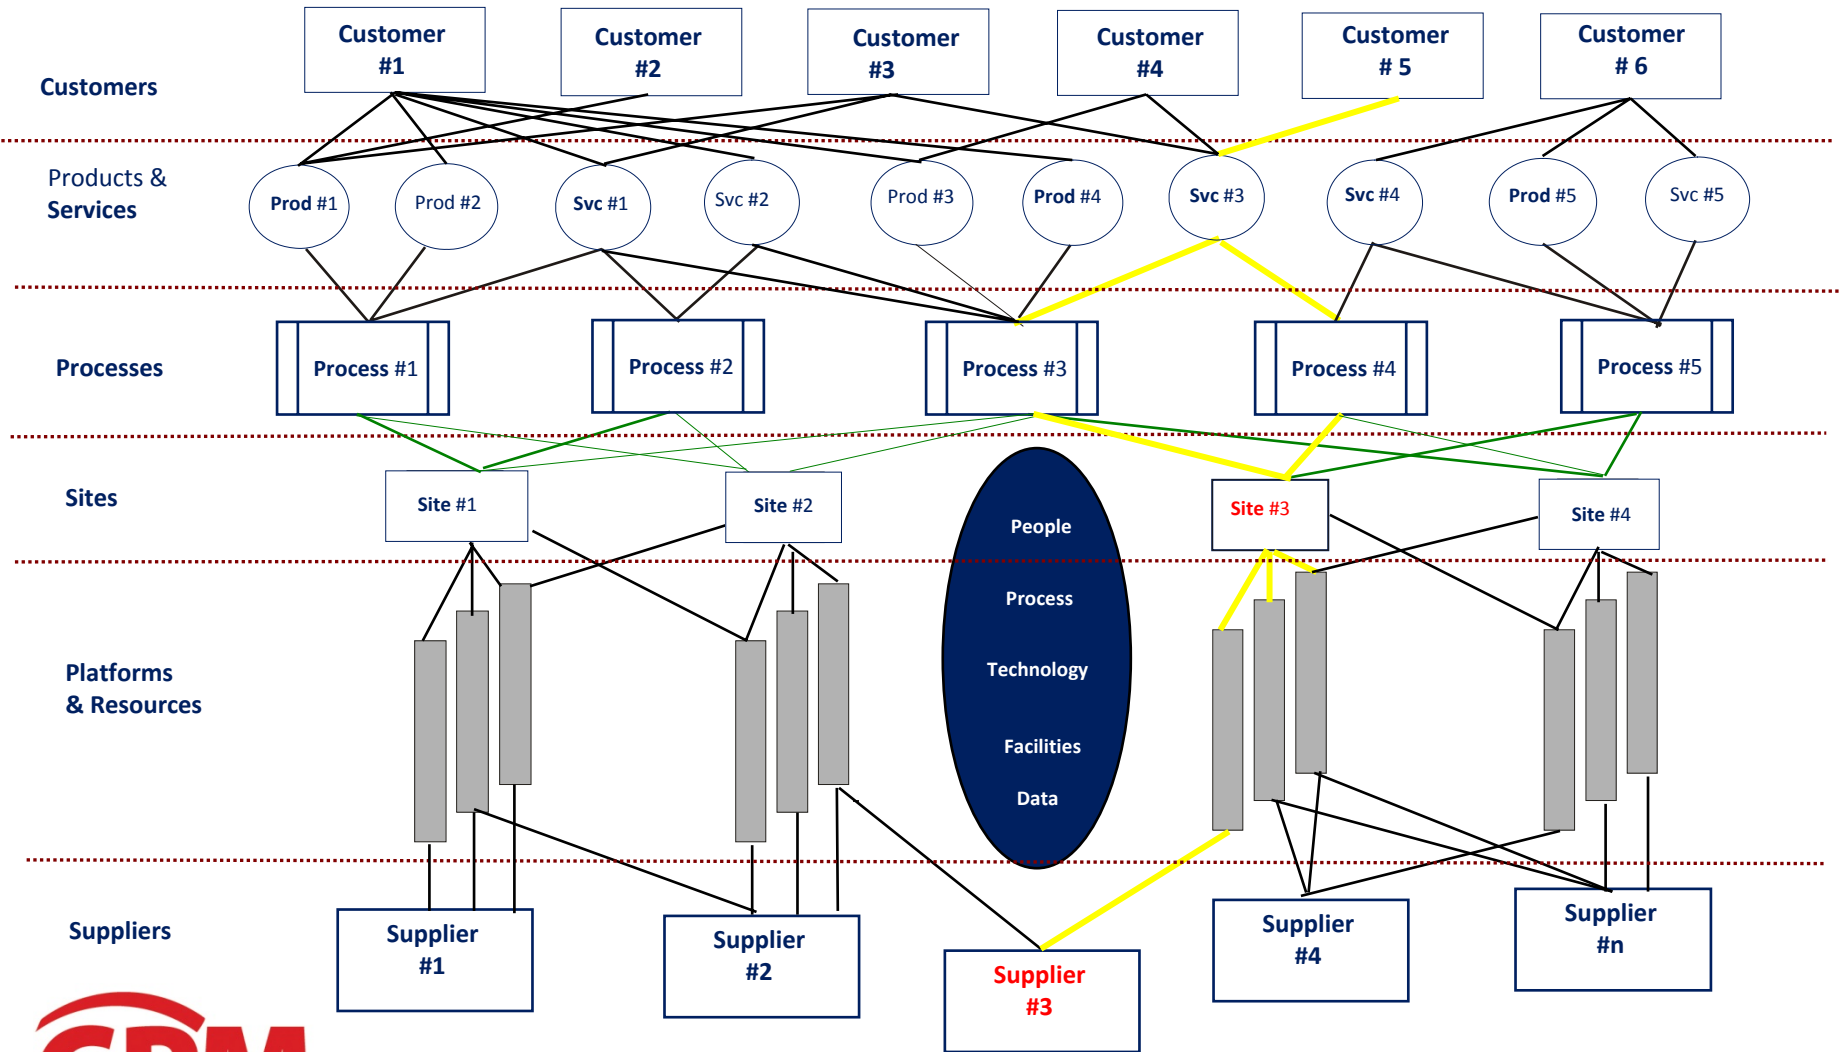 Customer
#1
Customer
#2
Customer
#3
Customer
#4
Customer
# 5
Customer
# 6
Customers
Products &
Services
Prod #1
Prod #2
Svc #1
Svc #2
Prod #3
Prod #4
Svc #3
Svc #4
Prod #5
Svc #5
Processes
Process #1
Process #2
Process #3
Process #4
Process #5
Sites
Site #1
Site #2
Site #3
Site #4
People
Process
Technology
Facilities
Data
Platforms
& Resources
Suppliers
Supplier
#1
Supplier
#2
Supplier
#3
Supplier
#4
Supplier
#n